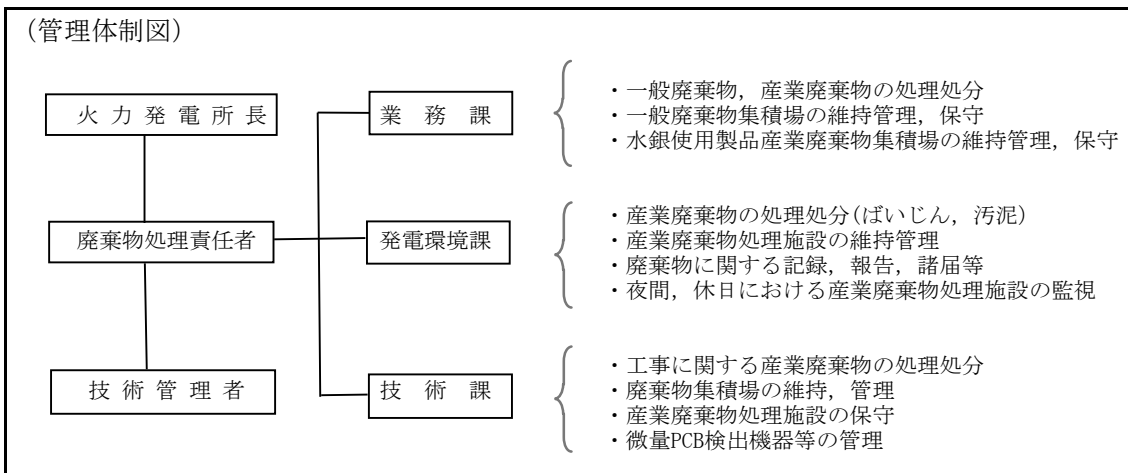 (管理体制図)
火力発電所長
業務課
・一般廃棄物, 産業廃棄物の処理処分
・一般廃棄物集積場の維持管理, 保守
・水銀使用製品産業廃棄物集積場の維持管理, 保守
廃棄物処理責任者
発電環境課
・産業廃棄物の処理処分(ばいじん, 汚泥)
・産業廃棄物処理施設の維持管理
・廃棄物に関する記録, 報告, 諸届等
・夜間, 休日における産業廃棄物処理施設の監視
技術管理者
技術課
・工事に関する産業廃棄物の処理処分
・廃棄物集積場の維持, 管理
・産業廃棄物処理施設の保守
・微量PCB検出機器等の管理